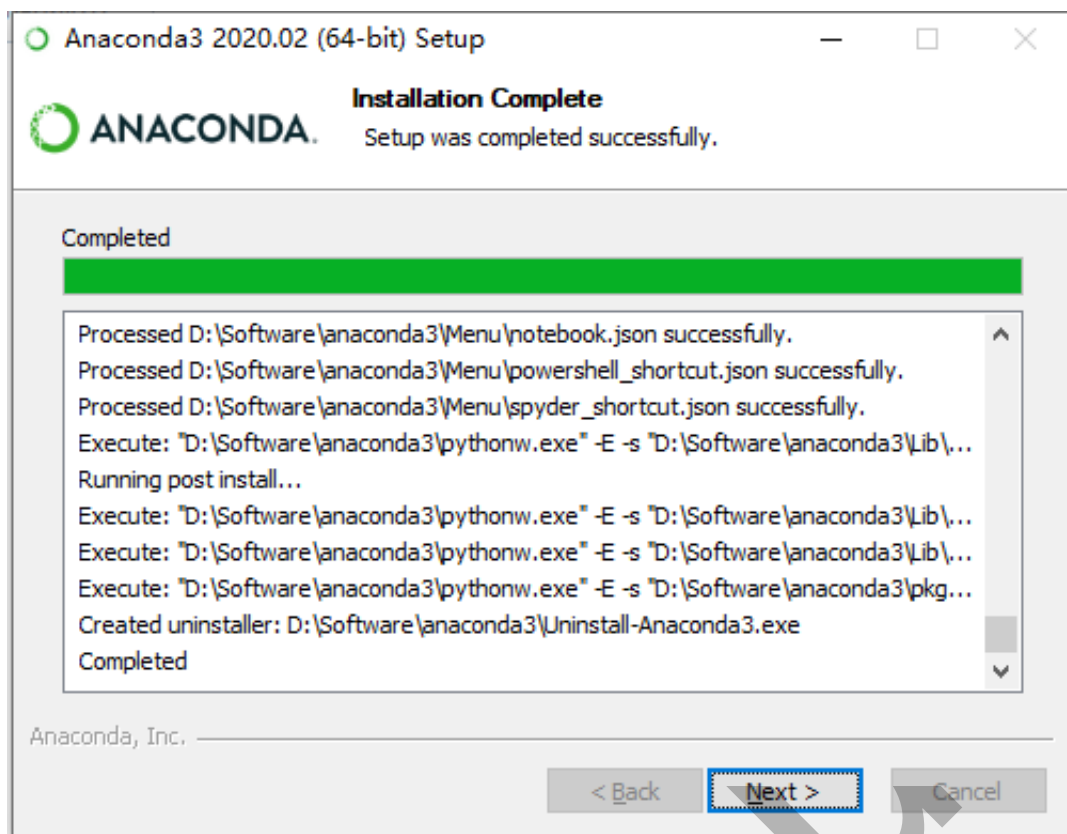 Anaconda3 2020.02 (64-bit) Setup
ANACONDA.
Installation Complete
Setup was completed successfully.
Completed
Processed D:\Software\anaconda3\Menu\notebook.json successfully.
Processed D:\Software\anaconda3\Menu\powershell_shortcut.json successfully.
Processed D:\Software\anaconda3\Menu\spyder_shortcut.json successfully.
Execute: "D:\Software\anaconda3\pythonw.exe" -E -s "D:\Software\anaconda3\Lib\...
Running post install...
Execute: "D:\Software\anaconda3\pythonw.exe" -E -s "D:\Software\anaconda3\Lib\...
Execute: "D:\Software\anaconda3\pythonw.exe" -E -s "D:\Software\anaconda3\Lib\...
Execute: "D:\Software\anaconda3\pythonw.exe" -E -s "D:\Software\anaconda3\pkg...
Created uninstaller: D:\Software\anaconda3\Uninstall-Anaconda3.exe
Completed
Anaconda, Inc.
< Back
Next >
Cancel